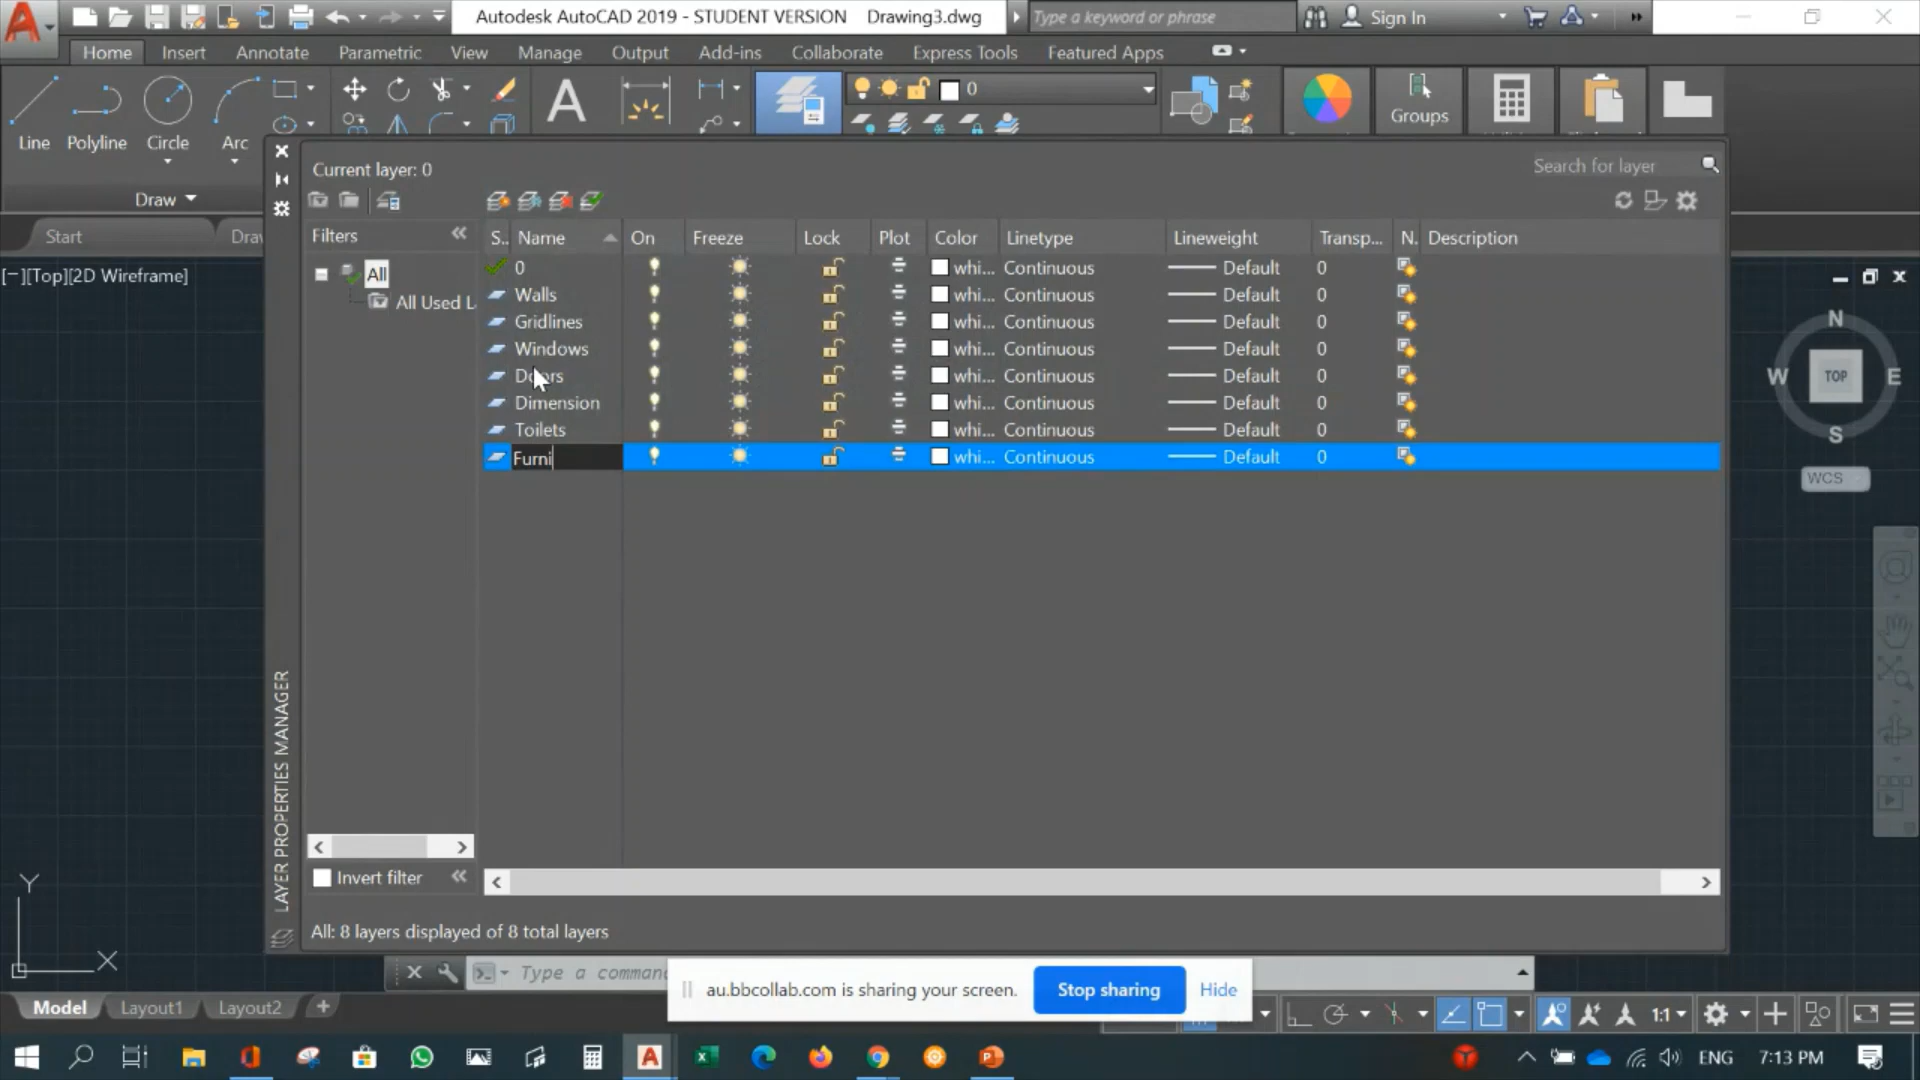 Autodesk AutoCAD 2019 - STUDENT VERSION Drawing3.dwg Type a keyword or phrase Sign In
Home Insert Annotate Parametric View Manage Output Add-ins Collaborate Express Tools Featured Apps
0
Groups
Line Polyline Circle Arc
Draw
Start
Current layer: 0
Search for layer
Filters
S.. Name On Freeze Lock Plot Color Linetype Lineweight Transp... N. Description
All
All Used L
0 whi... Continuous Default 0
Walls whi... Continuous Default 0
Gridlines whi... Continuous Default 0
Windows whi... Continuous Default 0
Doors whi... Continuous Default 0
Dimension whi... Continuous Default 0
Toilets whi... Continuous Default 0
Furni whi... Continuous Default 0
[−][Top][2D Wireframe]
N
W TOP E
S
WCS
LAYER PROPERTIES MANAGER
Invert filter
All: 8 layers displayed of 8 total layers
Y
X
Type a comman
au.bbcollab.com is sharing your screen. Stop sharing Hide
Model Layout1 Layout2 +
1:1
ENG 7:13 PM